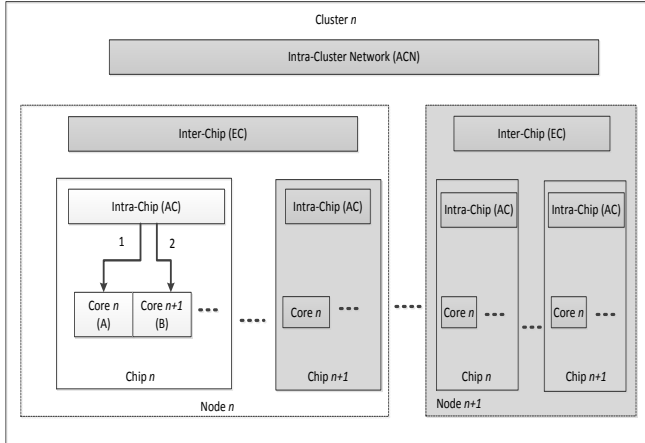 Cluster n
Intra-Cluster Network (ACN)
Inter-Chip (EC)
Inter-Chip (EC)
Intra-Chip (AC)
Intra-Chip (AC)
Intra-Chip (AC)
Intra-Chip (AC)
1
2
Core n
(A)
Core n+1
(B)
Core n
Core n
Core n
Chip n
Chip n+1
Chip n
Chip n+1
Node n
Node n+1